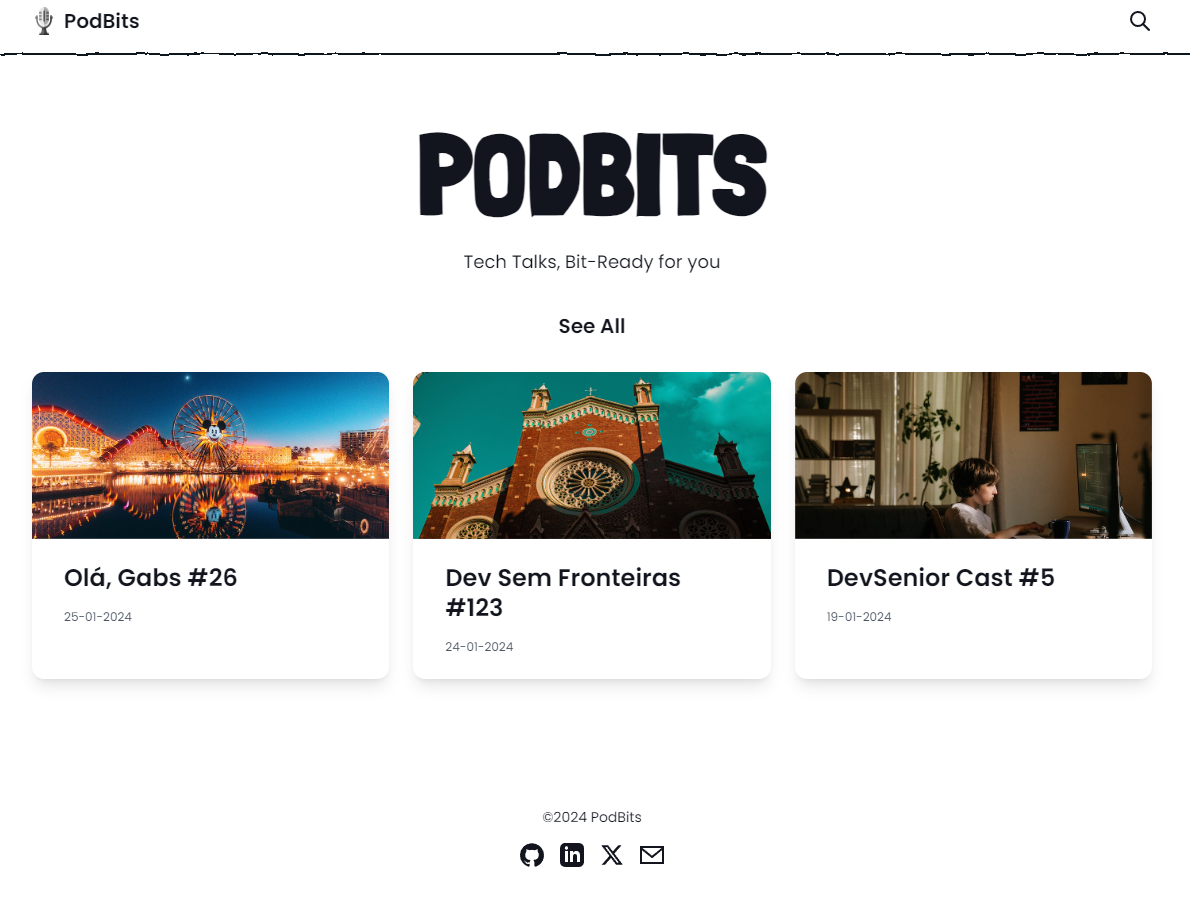 PodBits
PODBITS
Tech Talks, Bit-Ready for you
See All
Olá, Gabs #26
25-01-2024
Dev Sem Fronteiras
#123
24-01-2024
DevSenior Cast #5
19-01-2024
©2024 PodBits